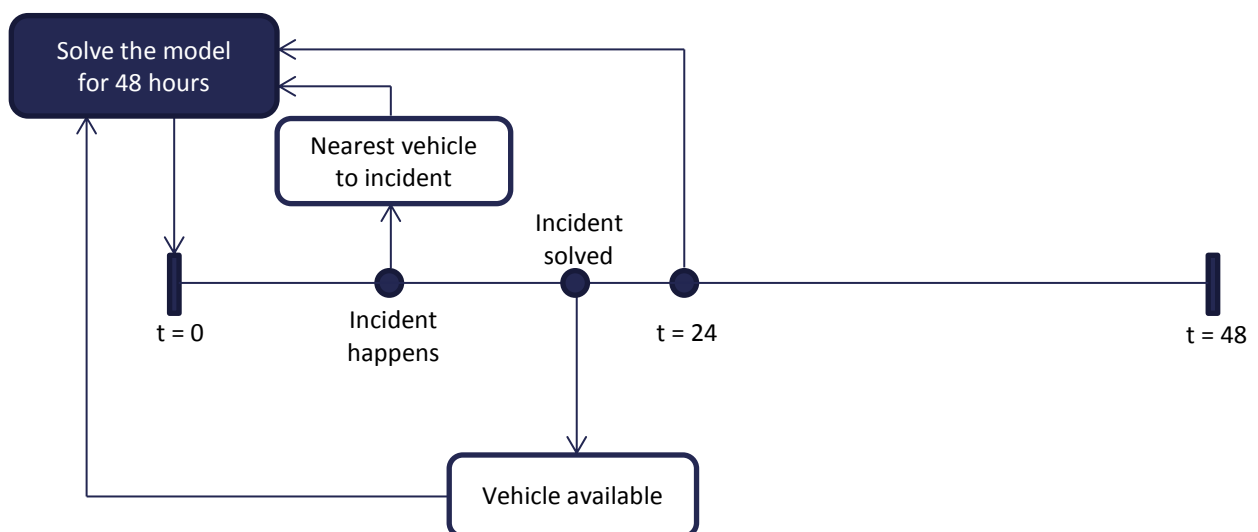 Solve the model
for 48 hours
Nearest vehicle
to incident
Incident
solved
t = 0
Incident
happens
t = 24
t = 48
Vehicle available